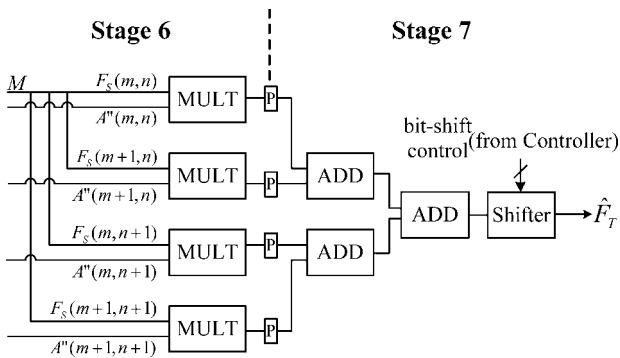 Stage 6
Stage 7
M
F_S(m,n)
A"(m,n)
MULT
P
F_S(m+1,n)
A"(m+1,n)
MULT
P
F_S(m,n+1)
A"(m,n+1)
MULT
P
F_S(m+1,n+1)
A"(m+1,n+1)
MULT
P
ADD
ADD
ADD
bit-shift
control (from Controller)
Shifter
F̂_T